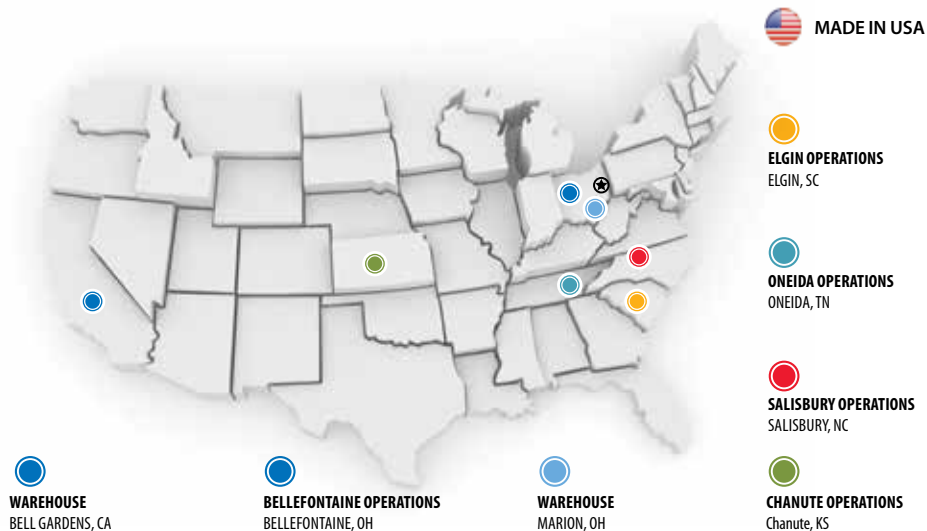 MADE IN USA
ELGIN OPERATIONS
ELGIN, SC
ONEIDA OPERATIONS
ONEIDA, TN
SALISBURY OPERATIONS
SALISBURY, NC
WAREHOUSE
BELL GARDENS, CA
BELLEFONTAINE OPERATIONS
BELLEFONTAINE, OH
WAREHOUSE
MARION, OH
CHANUTE OPERATIONS
Chanute, KS